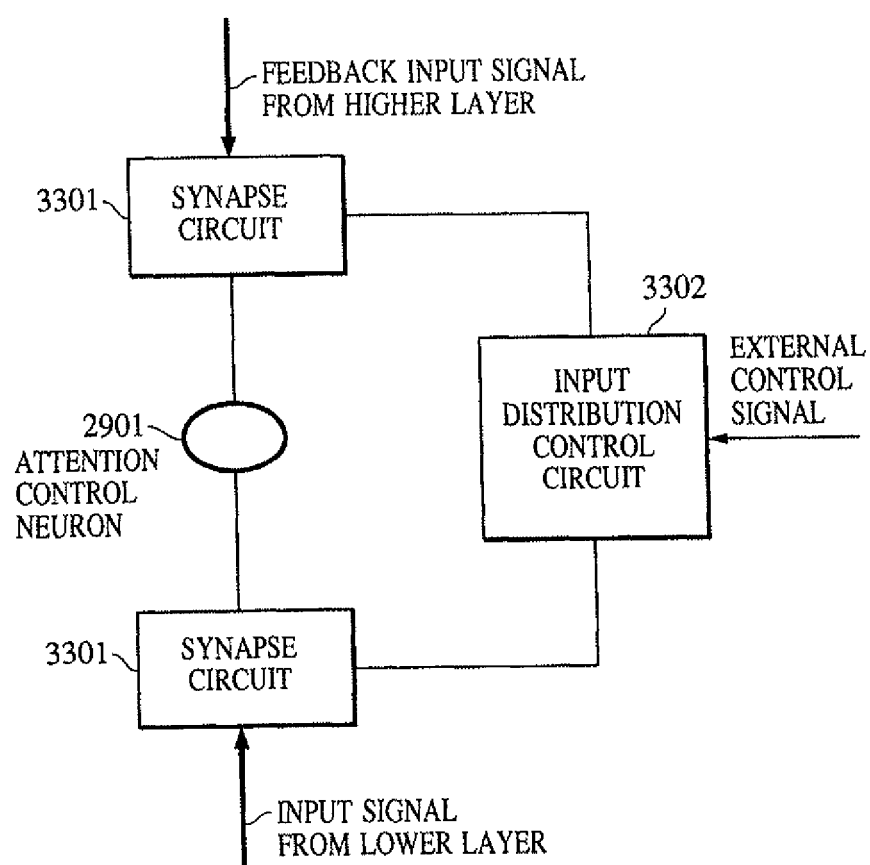 FEEDBACK INPUT SIGNAL
FROM HIGHER LAYER
3301
SYNAPSE
CIRCUIT
3302
INPUT
DISTRIBUTION
CONTROL
CIRCUIT
EXTERNAL
CONTROL
SIGNAL
2901
ATTENTION
CONTROL
NEURON
3301
SYNAPSE
CIRCUIT
INPUT SIGNAL
FROM LOWER LAYER